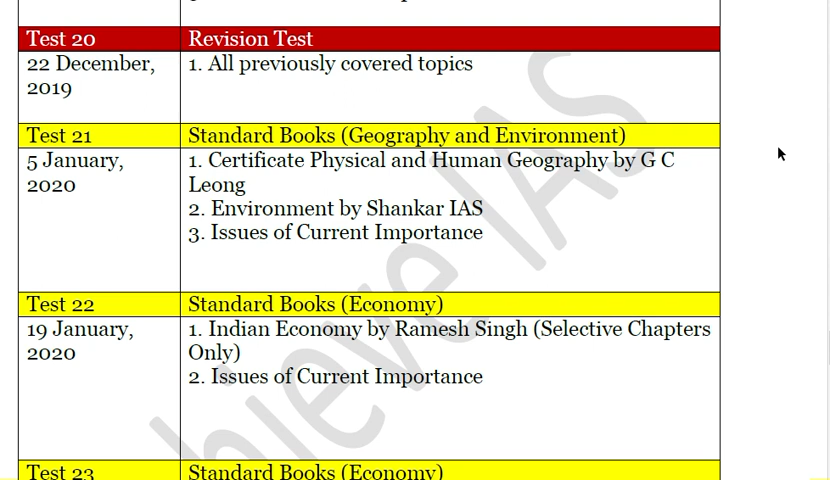 Test 20
Revision Test
22 December,
2019
1. All previously covered topics
Test 21
Standard Books (Geography and Environment)
5 January,
2020
1. Certificate Physical and Human Geography by G C
Leong
2. Environment by Shankar IAS
3. Issues of Current Importance
Test 22
Standard Books (Economy)
19 January,
2020
1. Indian Economy by Ramesh Singh (Selective Chapters
Only)
2. Issues of Current Importance
Test 23
Standard Books (Economy)
hieve IAS